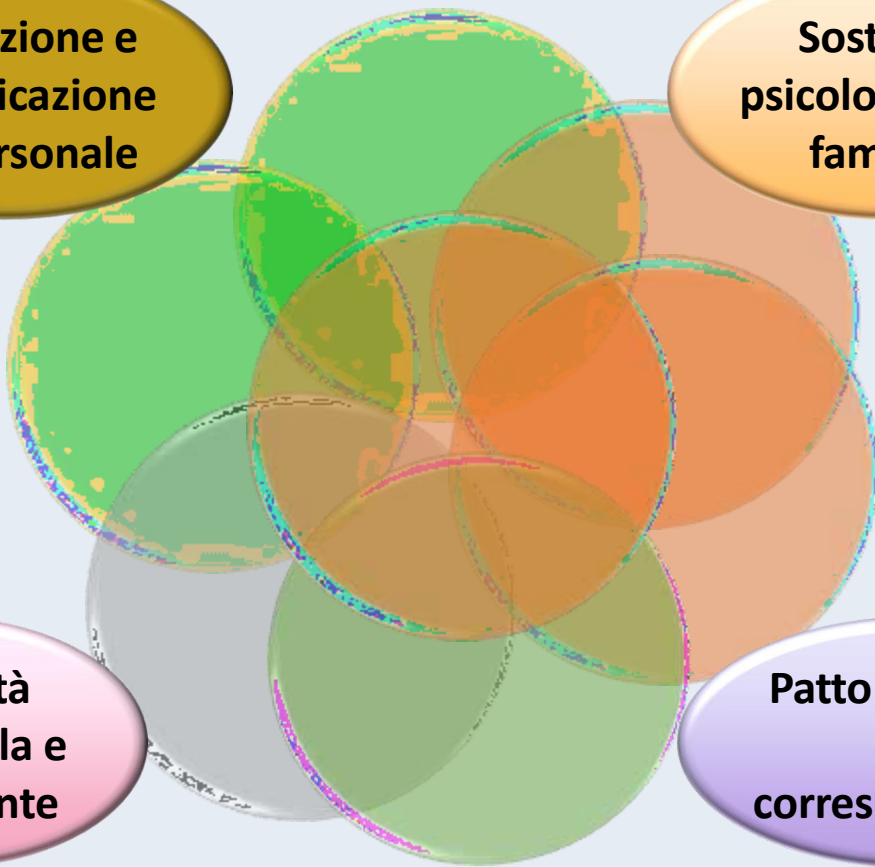 zione e
icazione
rsonale
Sost
psicolo
fam
tà
la e
nte
Patto
corres